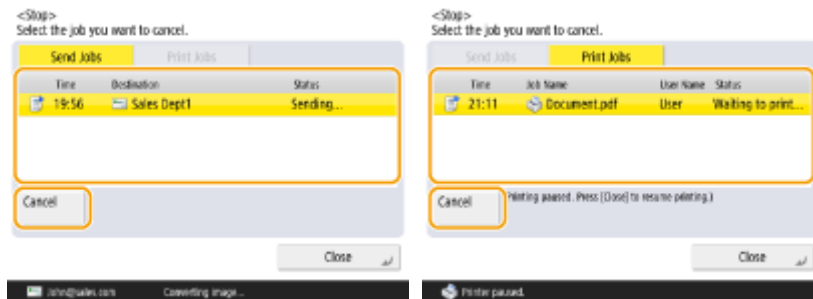 <Stop>
Select the job you want to cancel.
Send Jobs Print Jobs
Time Destination Status
19:56 Sales Dept1 Sending...
Cancel
Close
John@sales.com Converting image...
<Stop>
Select the job you want to cancel.
Send Jobs Print Jobs
Time Job Name User Name Status
21:11 Document.pdf User Waiting to print...
Cancel Printing paused. Press [Close] to resume printing.)
Close
Printer paused.